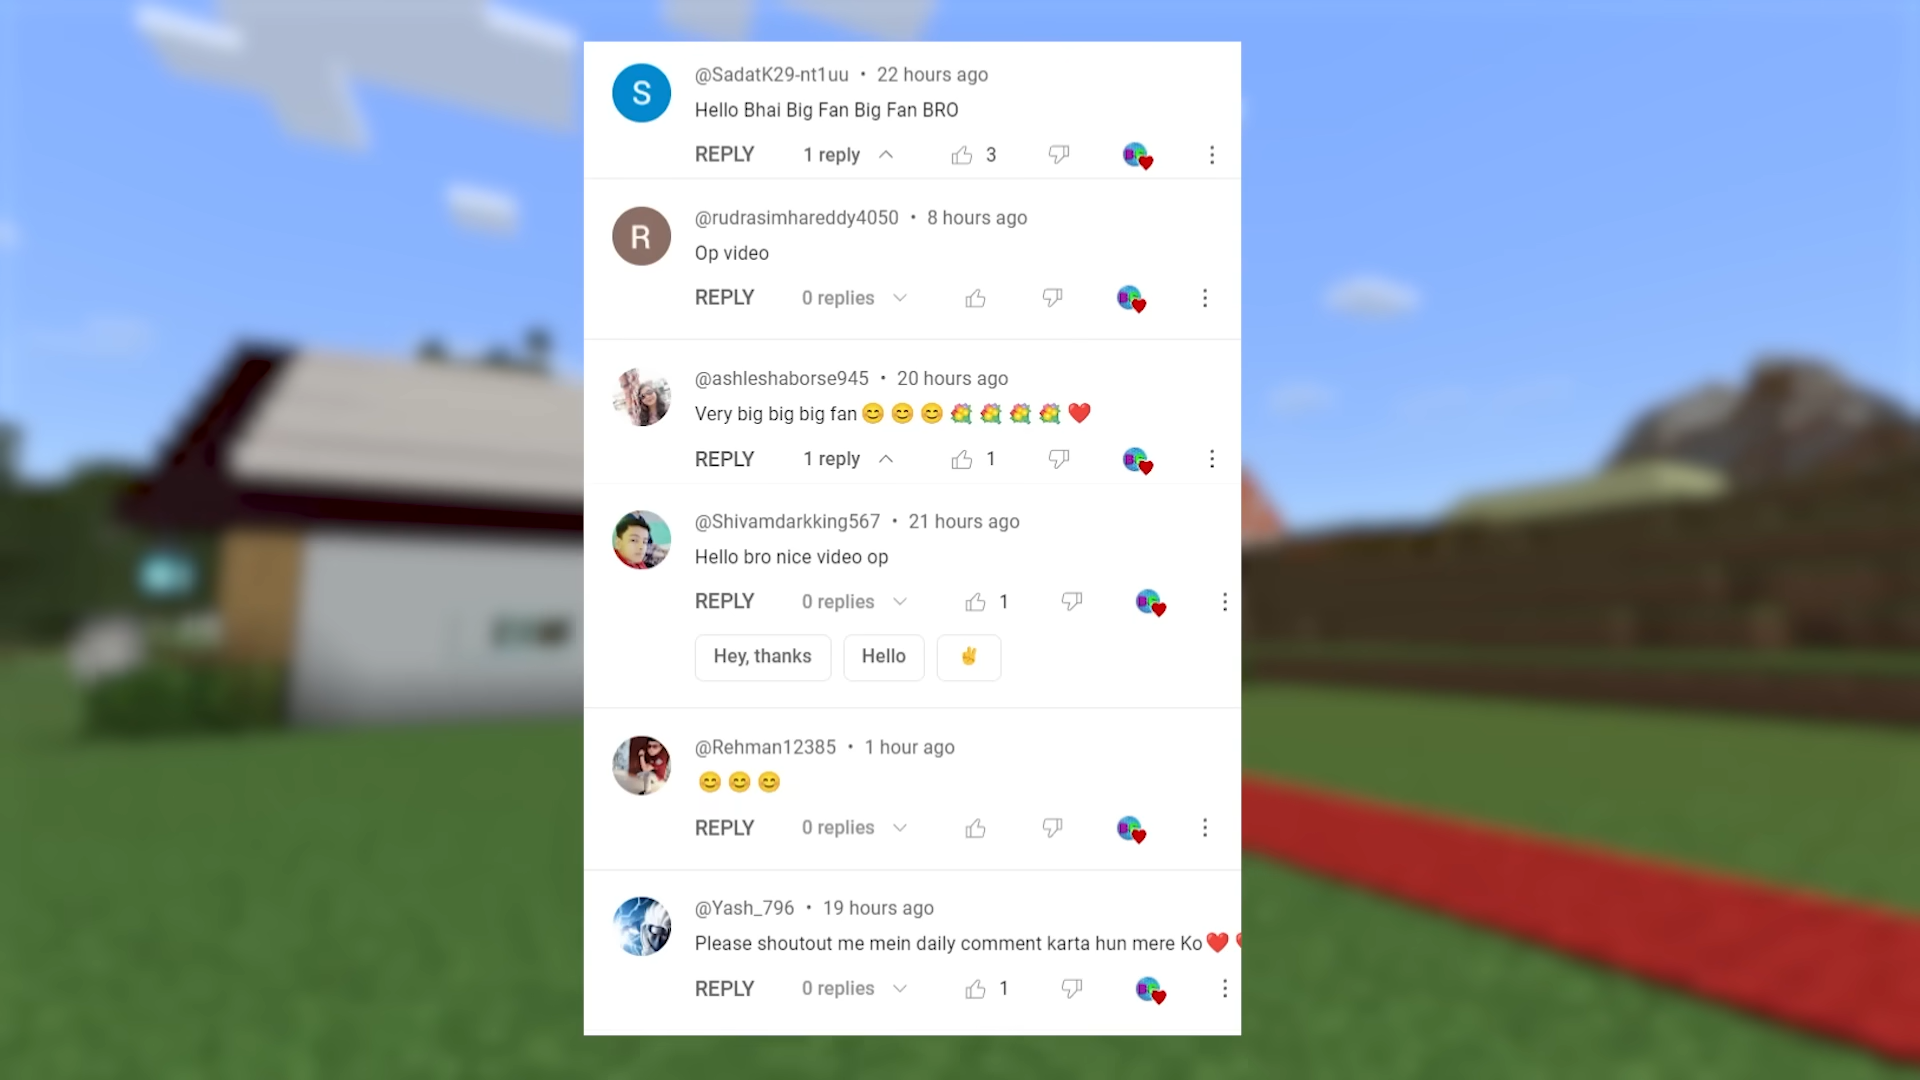 S
@SadatK29-nt1uu • 22 hours ago
Hello Bhai Big Fan Big Fan BRO
REPLY 1 reply 3
R
@rudrasimhareddy4050 • 8 hours ago
Op video
REPLY 0 replies
@ashleshaborse945 • 20 hours ago
Very big big big fan 😊 😊 😊 💐 💐 💐 💐 ❤️
REPLY 1 reply 1
@Shivamdarkking567 • 21 hours ago
Hello bro nice video op
REPLY 0 replies 1
Hey, thanks Hello ✌️
@Rehman12385 • 1 hour ago
😊 😊 😊
REPLY 0 replies
@Yash_796 • 19 hours ago
Please shoutout me mein daily comment karta hun mere Ko ❤️
REPLY 0 replies 1